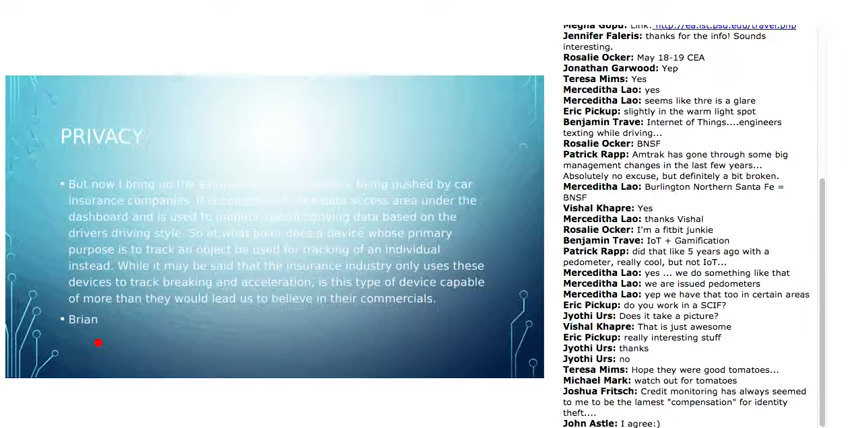 PRIVACY
• But now I bring up the being pushed by car
insurance companies. It data access area under the
dashboard and is used to monitor specific driving data based on the
drivers driving style. So at what point does a device whose primary
purpose is to track an object be used for tracking of an individual
instead. While it may be said that the insurance industry only uses these
devices to track breaking and acceleration, is this type of device capable
of more than they would lead us to believe in their commercials.
• Brian
Megha Gopu: Link: http://ea.ist.psu.edu/travel.php
Jennifer Faleris: thanks for the info! Sounds
interesting.
Rosalie Ocker: May 18-19 CEA
Jonathan Garwood: Yep
Teresa Mims: Yes
Merceditha Lao: yes
Merceditha Lao: seems like thre is a glare
Eric Pickup: slightly in the warm light spot
Benjamin Trave: Internet of Things....engineers
texting while driving...
Rosalie Ocker: BNSF
Patrick Rapp: Amtrak has gone through some big
management changes in the last few years...
Absolutely no excuse, but definitely a bit broken.
Merceditha Lao: Burlington Northern Santa Fe =
BNSF
Vishal Khapre: Yes
Merceditha Lao: thanks Vishal
Rosalie Ocker: I'm a fitbit junkie
Benjamin Trave: IoT + Gamification
Patrick Rapp: did that like 5 years ago with a
pedometer, really cool, but not IoT...
Merceditha Lao: yes ... we do something like that
Merceditha Lao: we are issued pedometers
Merceditha Lao: yep we have that too in certain areas
Eric Pickup: do you work in a SCIF?
Jyothi Urs: Does it take a picture?
Vishal Khapre: That is just awesome
Eric Pickup: really interesting stuff
Jyothi Urs: thanks
Jyothi Urs: no
Teresa Mims: Hope they were good tomatoes...
Michael Mark: watch out for tomatoes
Joshua Fritsch: Credit monitoring has always seemed
to me to be the lamest "compensation" for identity
theft....
John Astle: I agree:)